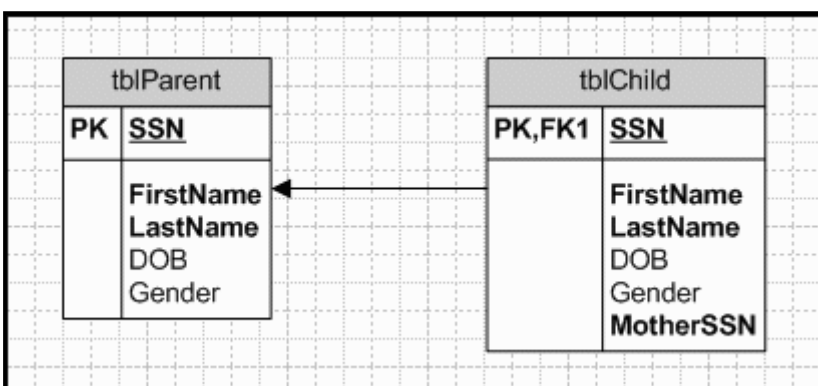 tblParent
PK SSN
FirstName
LastName
DOB
Gender
tblChild
PK,FK1 SSN
FirstName
LastName
DOB
Gender
MotherSSN